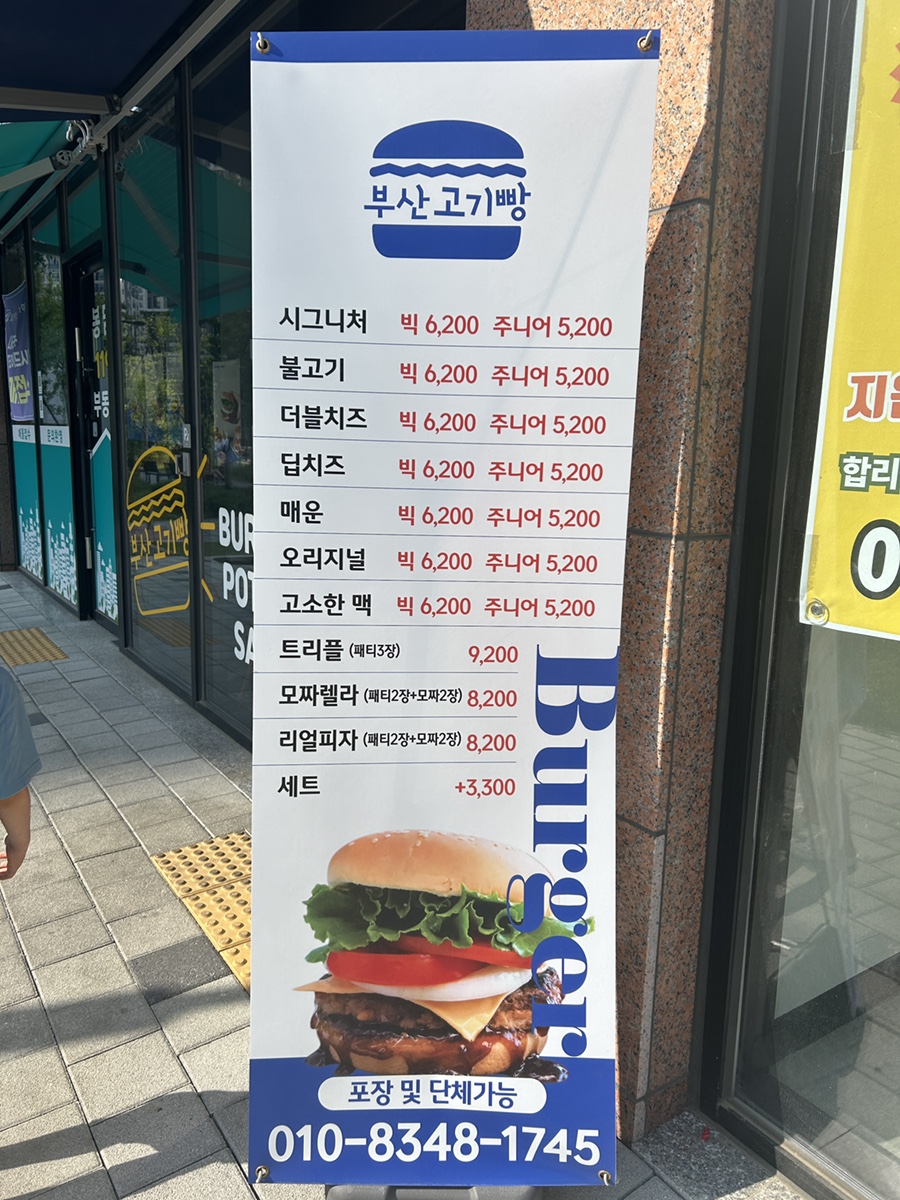 부산고기빵
시그니처 빅 6,200 주니어 5,200
불고기 빅 6,200 주니어 5,200
더블치즈 빅 6,200 주니어 5,200
딥치즈 빅 6,200 주니어 5,200
매운 빅 6,200 주니어 5,200
오리지널 빅 6,200 주니어 5,200
고소한 맥 빅 6,200 주니어 5,200
트리플 (패티3장) 9,200
모짜렐라 (패티2장+모짜2장) 8,200
리얼피자 (패티2장+모짜2장) 8,200
세트 +3,300
Burger
포장 및 단체가능
010-8348-1745
부산고기빵
BUR
POT
SA
합리
0